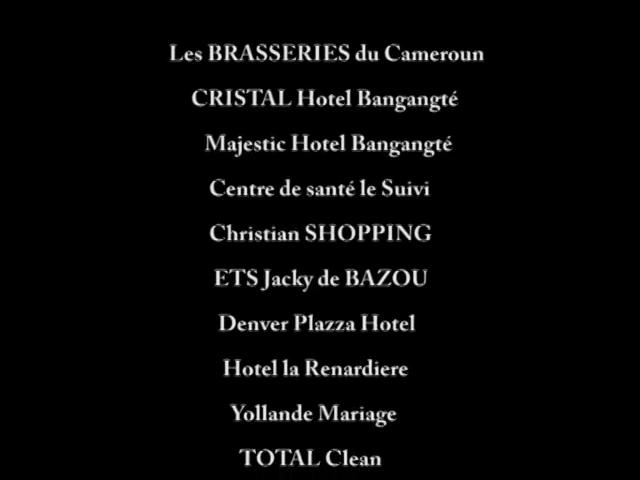 Les BRASSERIES du Cameroun
CRISTAL Hotel Bangangté
Majestic Hotel Bangangté
Centre de santé le Suivi
Christian SHOPPING
ETS Jacky de BAZOU
Denver Plazza Hotel
Hotel la Renardiere
Yollande Mariage
TOTAL Clean